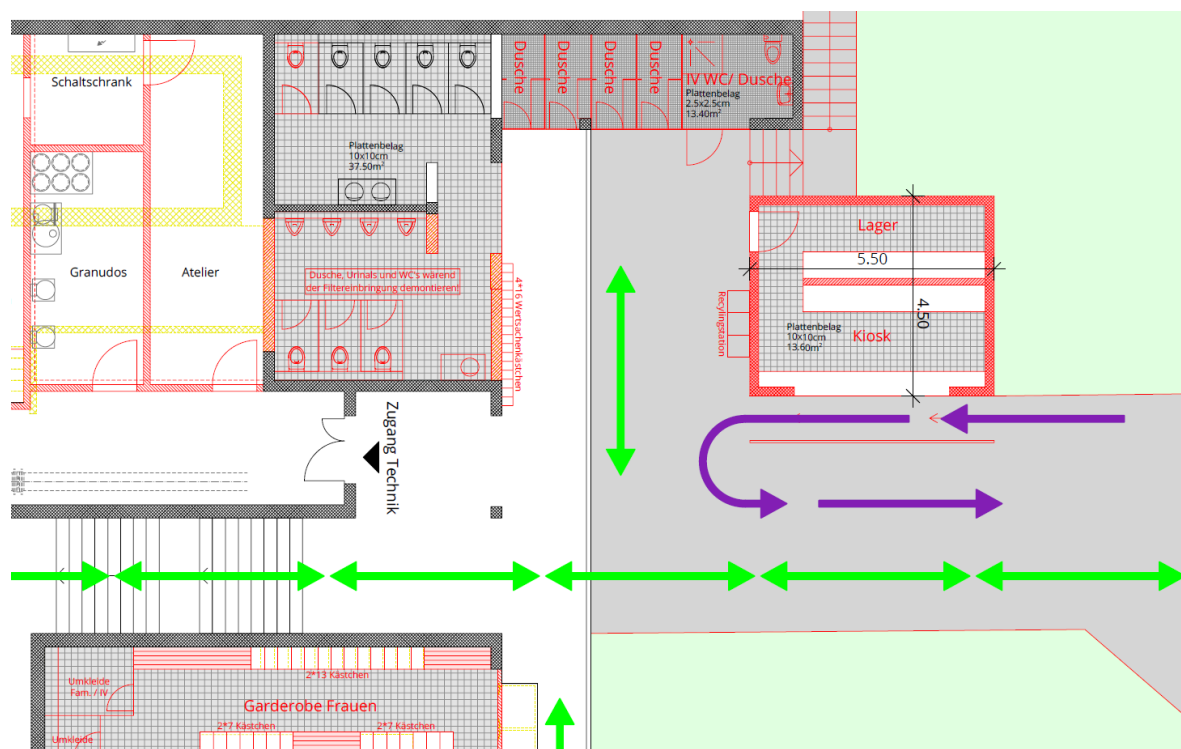 Schaltschrank
Dusche
Dusche
Dusche
Dusche
IV WC/ Dusche
Plattenbelag
2.5x2.5cm
13.40m²
Plattenbelag
10x10cm
37.50m²
Granudos
Atelier
Dusche, Urinals und WC's wärend
der Filtereinbringung demontieren!
4*16 Wertsachenkästchen
Lager
5.50
4.50
Recylingstation
Plattenbelag
10x10cm
13.60m²
Kiosk
Zugang Technik
2*13 Kästchen
Umkleide
Fam. / IV
Garderobe Frauen
2*7 Kästchen
2*7 Kästchen
Umkleide